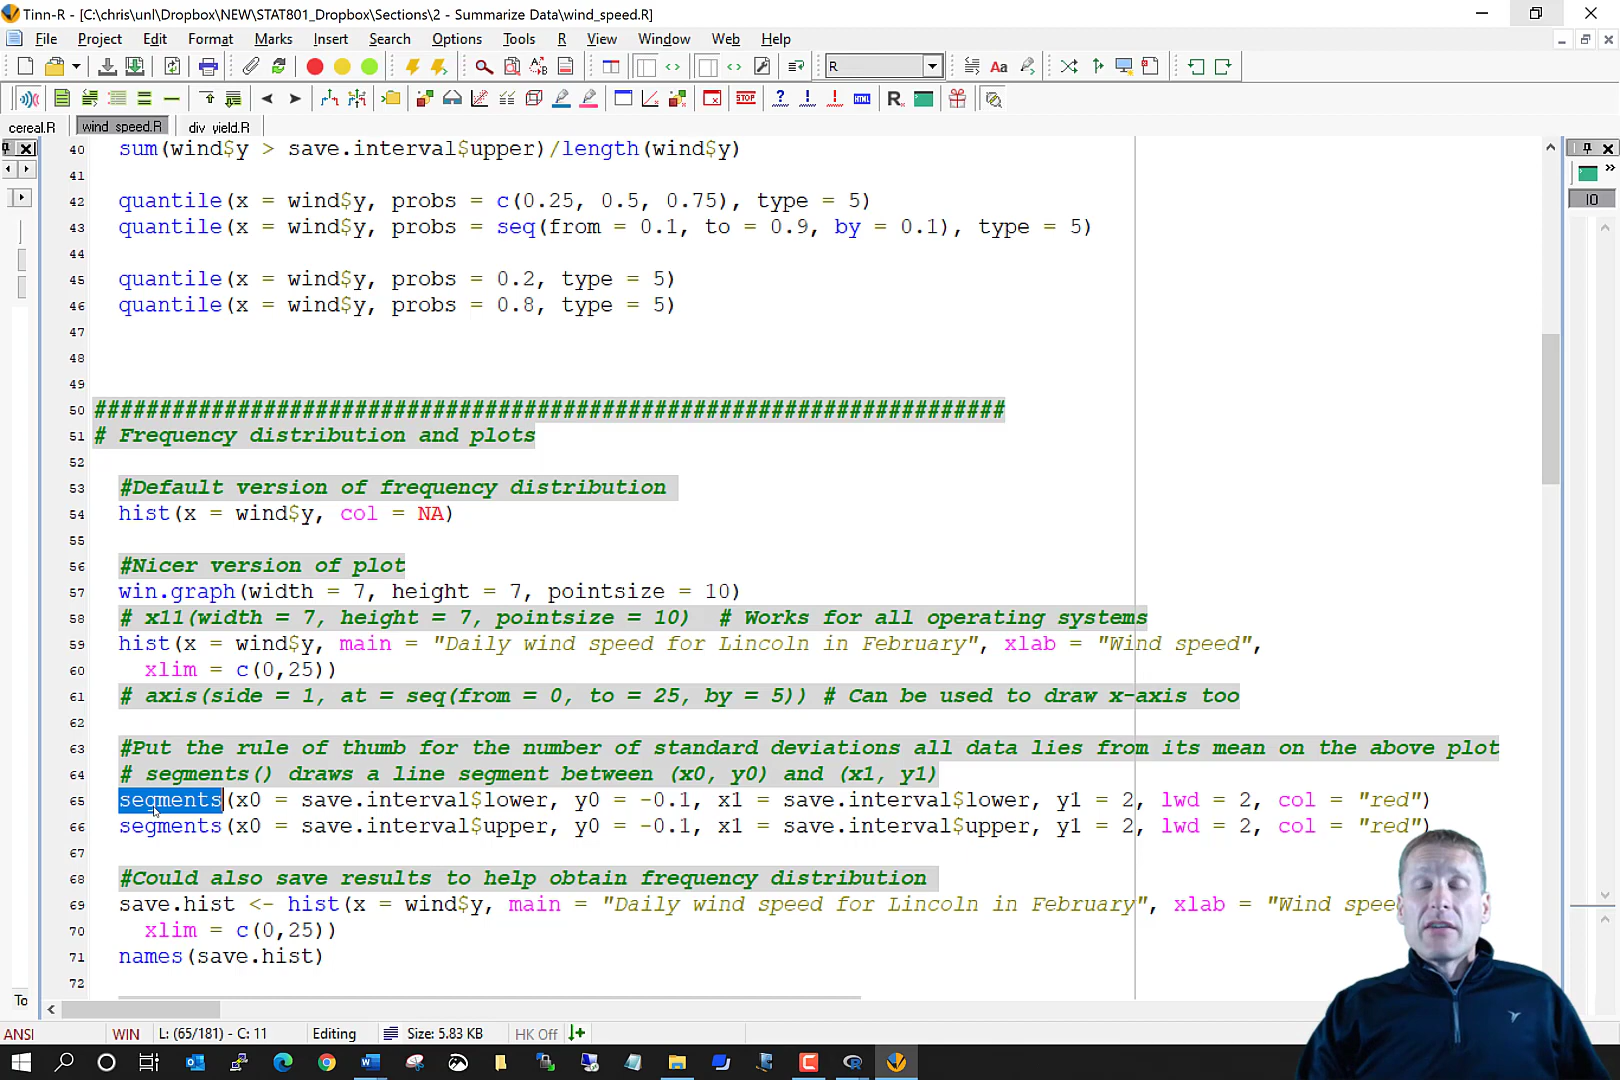 Tinn-R - [C:\chris\unl\Dropbox\NEW\STAT801_Dropbox\Sections\2 - Summarize Data\wind_speed.R]
File Project Edit Format Marks Insert Search Options Tools R View Window Web Help
R
cereal.R wind_speed.R div_yield.R
40 sum(wind$y > save.interval$upper)/length(wind$y)
41
42 quantile(x = wind$y, probs = c(0.25, 0.5, 0.75), type = 5)
43 quantile(x = wind$y, probs = seq(from = 0.1, to = 0.9, by = 0.1), type = 5)
44
45 quantile(x = wind$y, probs = 0.2, type = 5)
46 quantile(x = wind$y, probs = 0.8, type = 5)
47
48
49
50 ######################################################################
51 # Frequency distribution and plots
52
53 #Default version of frequency distribution
54 hist(x = wind$y, col = NA)
55
56 #Nicer version of plot
57 win.graph(width = 7, height = 7, pointsize = 10)
58 # x11(width = 7, height = 7, pointsize = 10)  # Works for all operating systems
59 hist(x = wind$y, main = "Daily wind speed for Lincoln in February", xlab = "Wind speed",
60 xlim = c(0,25))
61 # axis(side = 1, at = seq(from = 0, to = 25, by = 5)) # Can be used to draw x-axis too
62
63 #Put the rule of thumb for the number of standard deviations all data lies from its mean on the above plot
64 # segments() draws a line segment between (x0, y0) and (x1, y1)
65 segments(x0 = save.interval$lower, y0 = -0.1, x1 = save.interval$lower, y1 = 2, lwd = 2, col = "red")
66 segments(x0 = save.interval$upper, y0 = -0.1, x1 = save.interval$upper, y1 = 2, lwd = 2, col = "red")
67
68 #Could also save results to help obtain frequency distribution
69 save.hist <- hist(x = wind$y, main = "Daily wind speed for Lincoln in February", xlab = "Wind spee
70 xlim = c(0,25))
71 names(save.hist)
72
To
ANSI WIN L: (65/181) - C: 11 Editing Size: 5.83 KB HK Off